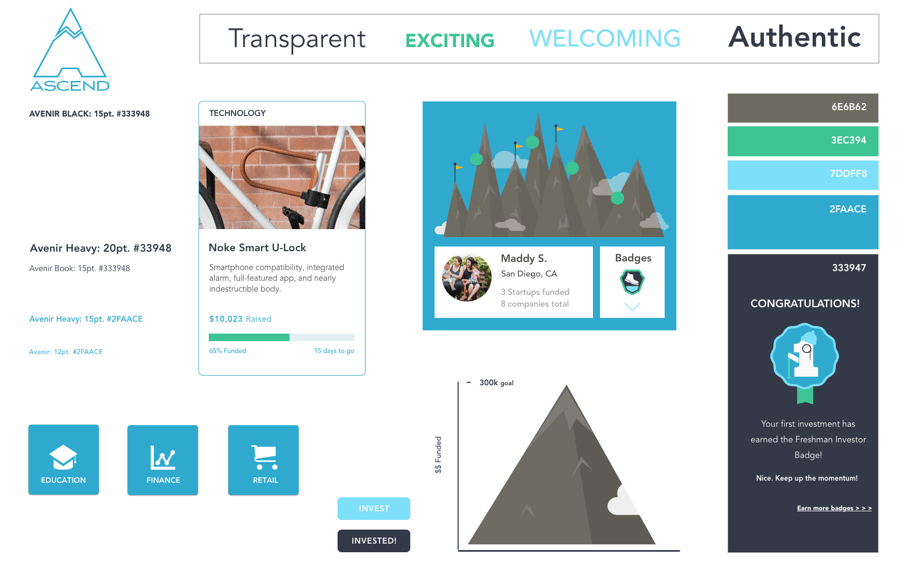 ASCEND
Transparent EXCITING WELCOMING Authentic
AVENIR BLACK: 15pt. #333948
Avenir Heavy: 20pt. #33948
Avenir Book: 15pt. #333948
Avenir Heavy: 15pt. #2FAACE
Avenir: 12pt. #2FAACE
TECHNOLOGY
Noke Smart U-Lock
Smartphone compatibility, integrated
alarm, full-featured app, and nearly
indestructible body.
$10,023 Raised
65% Funded 15 days to go
Maddy S.
San Diego, CA
3 Startups funded
8 companies total
Badges
6E6B62
3EC394
7DDFF8
2FAACE
333947
CONGRATULATIONS!
1
Your first investment has
earned the Freshman Investor
Badge!
Nice. Keep up the momentum!
Earn more badges > > >
EDUCATION
FINANCE
RETAIL
INVEST
INVESTED!
300k goal
$$ Funded